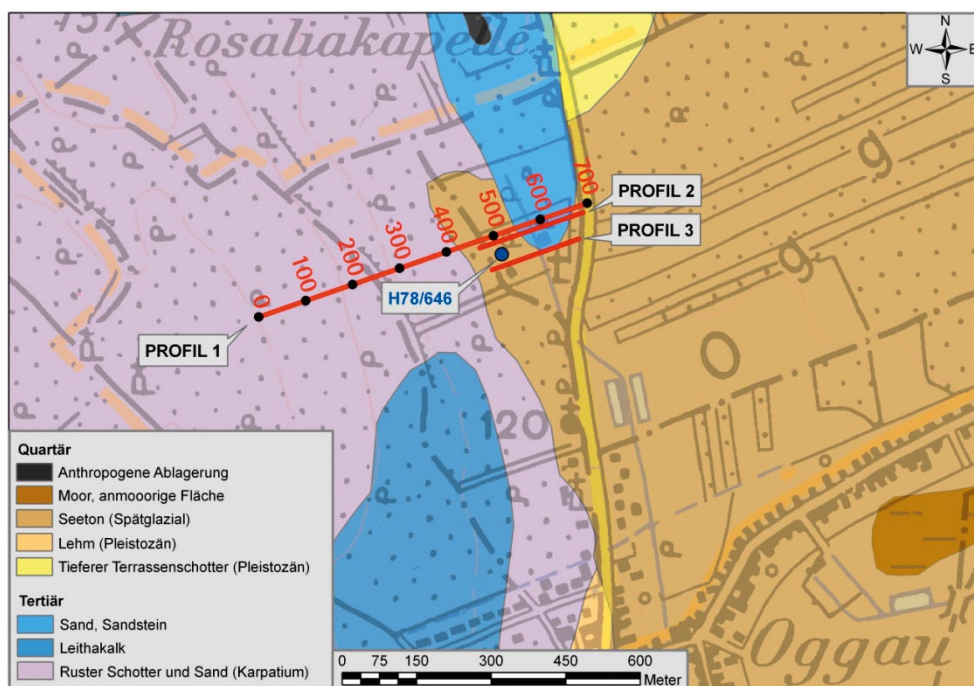 151
Rosaliakapelle
N
W E
S
0
100
200
300
400
500
600
700
PROFIL 2
PROFIL 3
H78/646
PROFIL 1
120
Oggau
Quartär
Anthropogene Ablagerung
Moor, anmooorige Fläche
Seeton (Spätglazial)
Lehm (Pleistozän)
Tieferer Terrassenschotter (Pleistozän)
Tertiär
Sand, Sandstein
Leithakalk
Ruster Schotter und Sand (Karpatium)
0 75 150 300 450 600
Meter